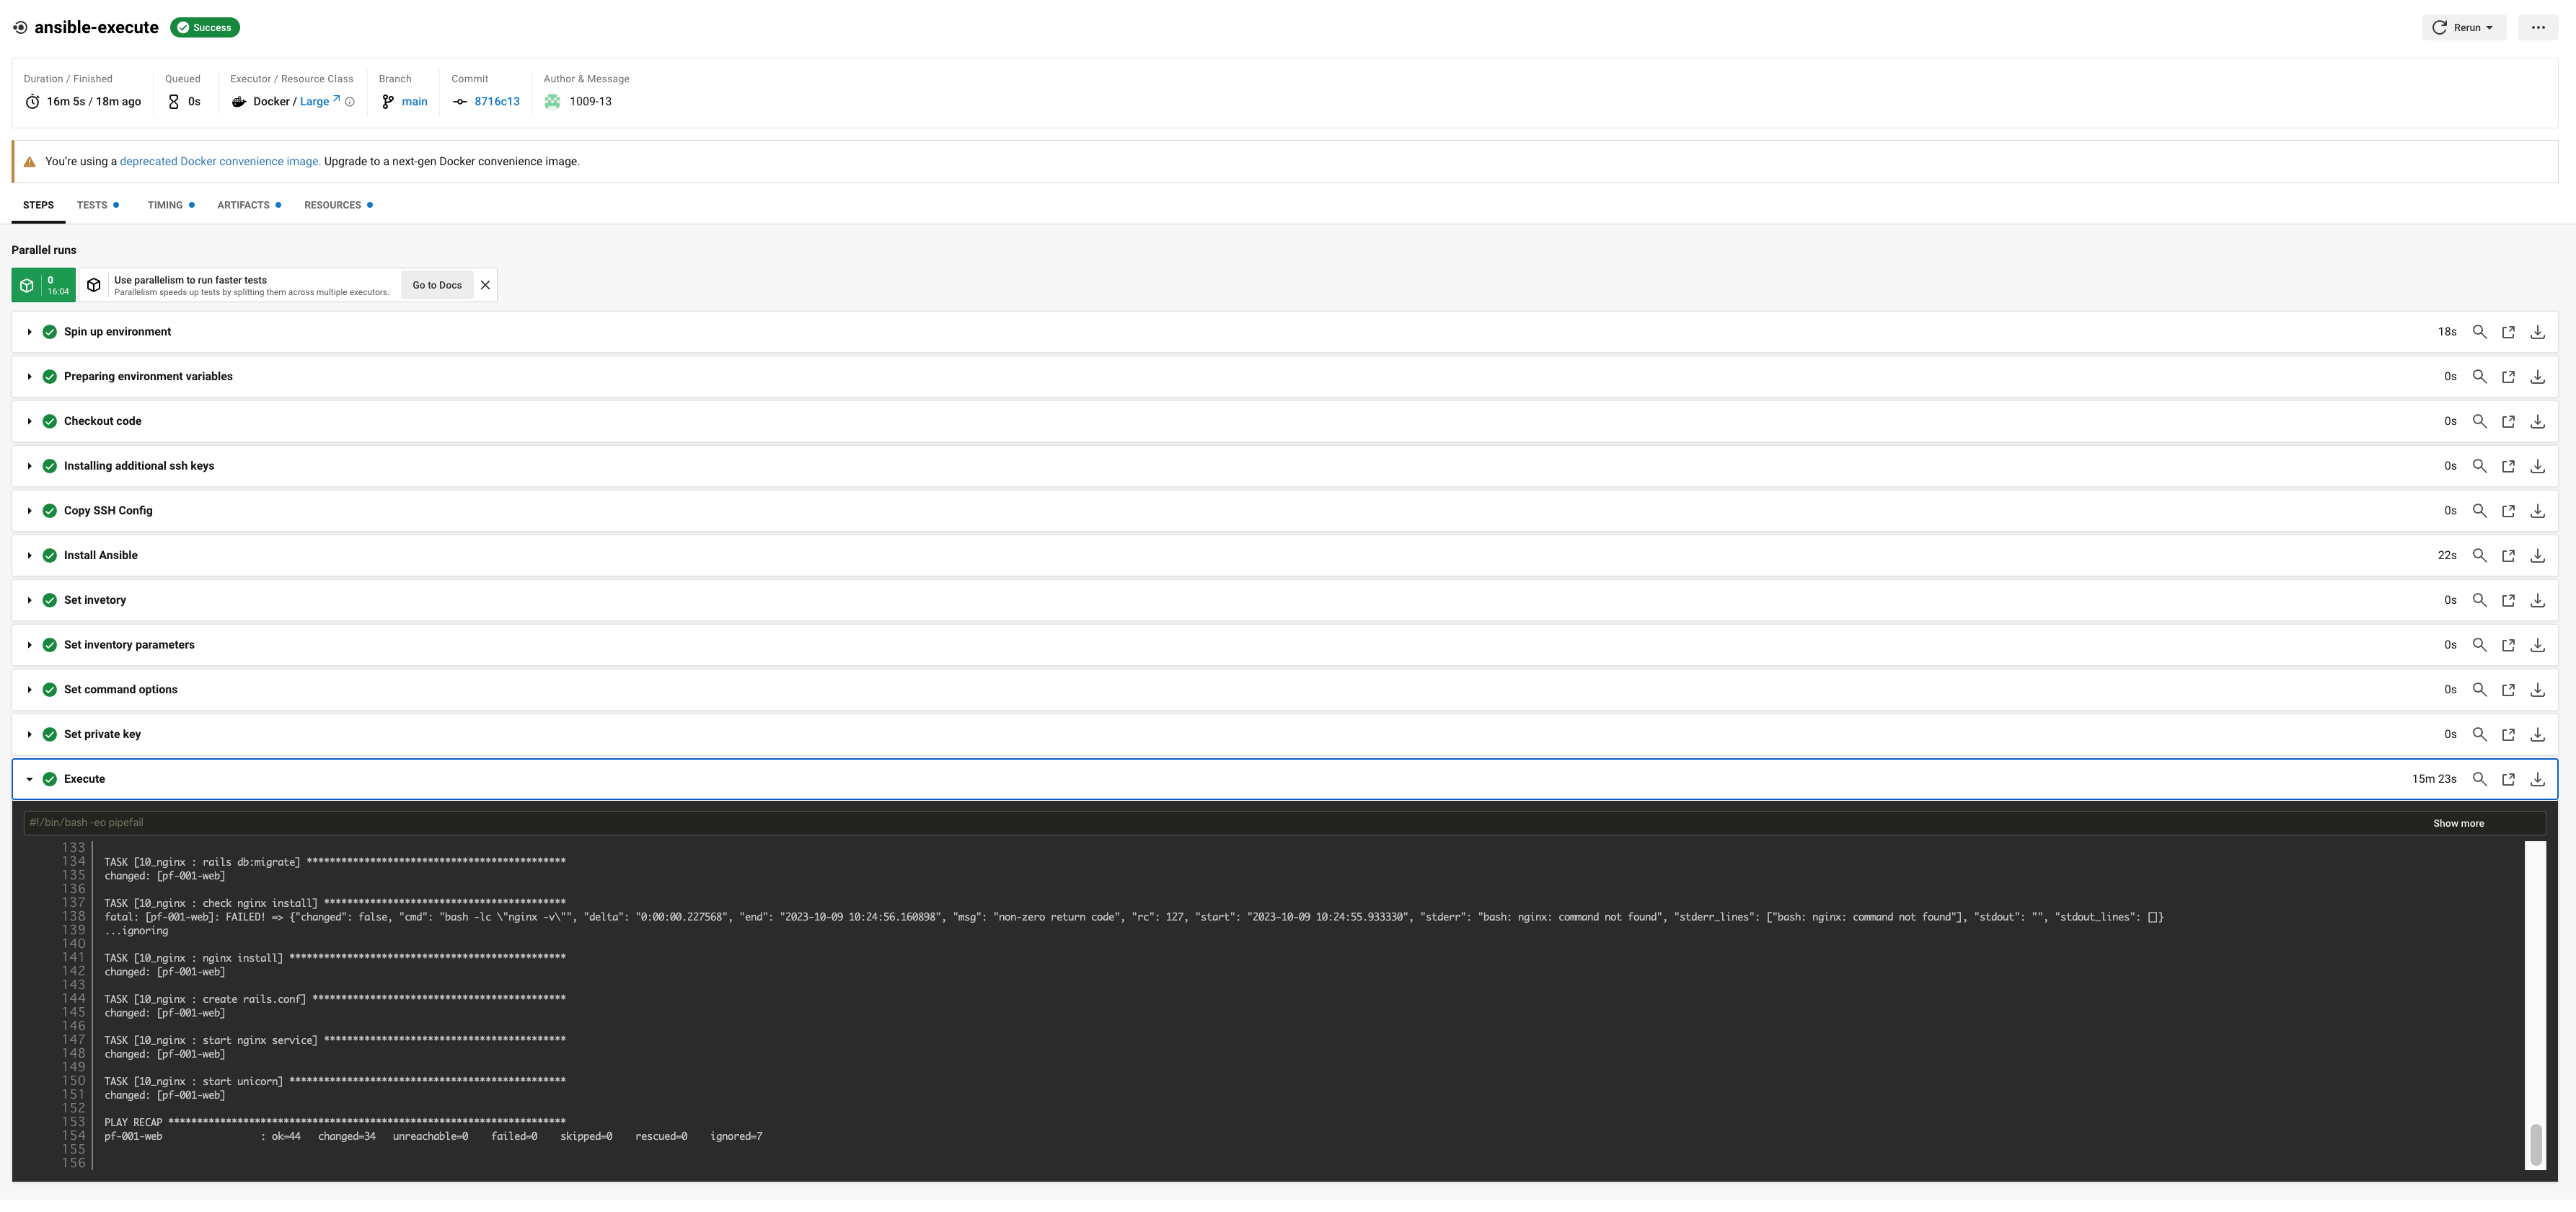 ansible-execute Success
Rerun
Duration / Finished Queued Executor / Resource Class Branch Commit Author & Message
16m 5s / 18m ago 0s Docker / Large main 8716c13 1009-13
You're using a deprecated Docker convenience image. Upgrade to a next-gen Docker convenience image.
STEPS TESTS TIMING ARTIFACTS RESOURCES
Parallel runs
0
16:04
Use parallelism to run faster tests
Parallelism speeds up tests by splitting them across multiple executors.
Go to Docs
Spin up environment 18s
Preparing environment variables 0s
Checkout code 0s
Installing additional ssh keys 0s
Copy SSH Config 0s
Install Ansible 22s
Set invetory 0s
Set inventory parameters 0s
Set command options 0s
Set private key 0s
Execute 15m 23s
#!/bin/bash -eo pipefail Show more
133
134 TASK [10_nginx : rails db:migrate] *********************************************
135 changed: [pf-001-web]
136
137 TASK [10_nginx : check nginx install] ******************************************
138 fatal: [pf-001-web]: FAILED! => {"changed": false, "cmd": "bash -lc \"nginx -v\"", "delta": "0:00:00.227568", "end": "2023-10-09 10:24:56.160898", "msg": "non-zero return code", "rc": 127, "start": "2023-10-09 10:24:55.933330", "stderr": "bash: nginx: command not found", "stderr_lines": ["bash: nginx: command not found"], "stdout": "", "stdout_lines": []}
139 ...ignoring
140
141 TASK [10_nginx : nginx install] ************************************************
142 changed: [pf-001-web]
143
144 TASK [10_nginx : create rails.conf] ********************************************
145 changed: [pf-001-web]
146
147 TASK [10_nginx : start nginx service] ******************************************
148 changed: [pf-001-web]
149
150 TASK [10_nginx : start unicorn] ************************************************
151 changed: [pf-001-web]
152
153 PLAY RECAP *********************************************************************
154 pf-001-web : ok=44 changed=34 unreachable=0 failed=0 skipped=0 rescued=0 ignored=7
155
156